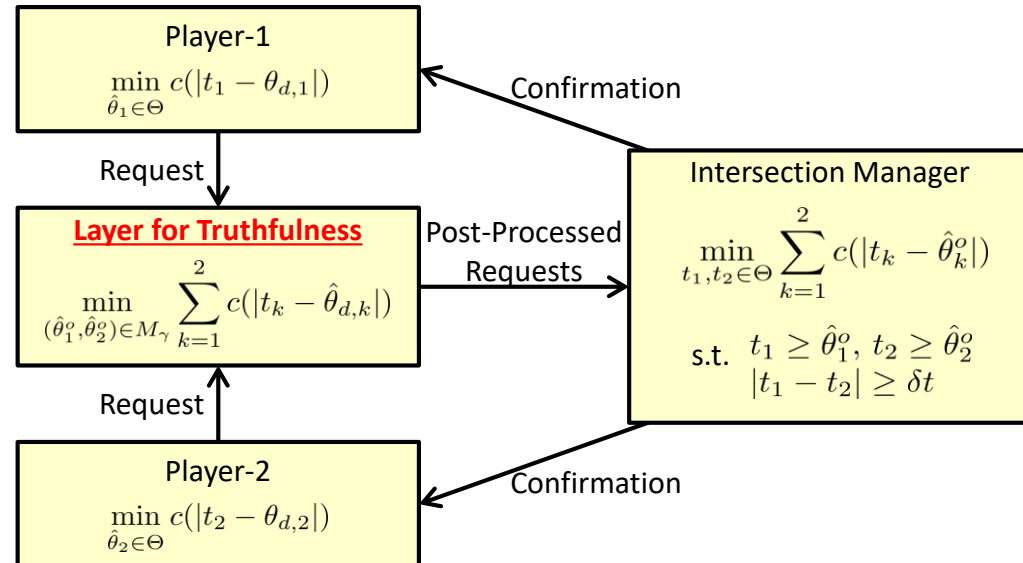 Player-1
\min_{\hat{\theta}_1 \in \Theta} c(|t_1 - \theta_{d,1}|)
Request
Confirmation
Layer for Truthfulness
\min_{(\hat{\theta}_1^o, \hat{\theta}_2^o) \in M_\gamma} \sum_{k=1}^{2} c(|t_k - \hat{\theta}_{d,k}|)
Post-Processed
Requests
Intersection Manager
\min_{t_1, t_2 \in \Theta} \sum_{k=1}^{2} c(|t_k - \hat{\theta}_k^o|)
s.t. t_1 \geq \hat{\theta}_1^o, t_2 \geq \hat{\theta}_2^o
|t_1 - t_2| \geq \delta t
Request
Confirmation
Player-2
\min_{\hat{\theta}_2 \in \Theta} c(|t_2 - \theta_{d,2}|)